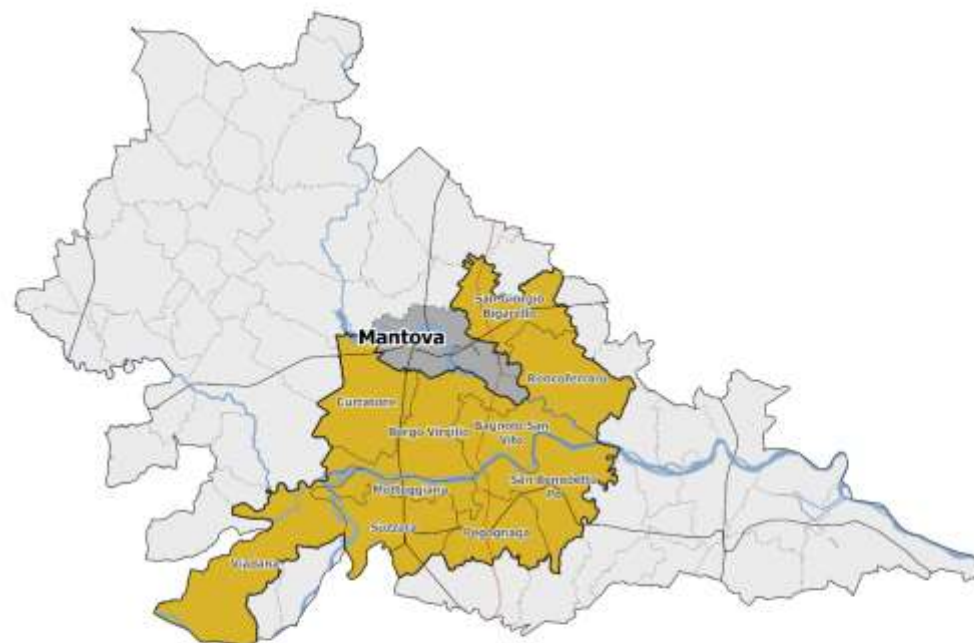 San Giorgio
Bigarello
Mantova
Roncoferraro
Curtatone
Borgo Virgilio
Bagnolo San
Vito
Motteggiana
San Benedetto
Po
Suzzara
Pegognaga
Viadana